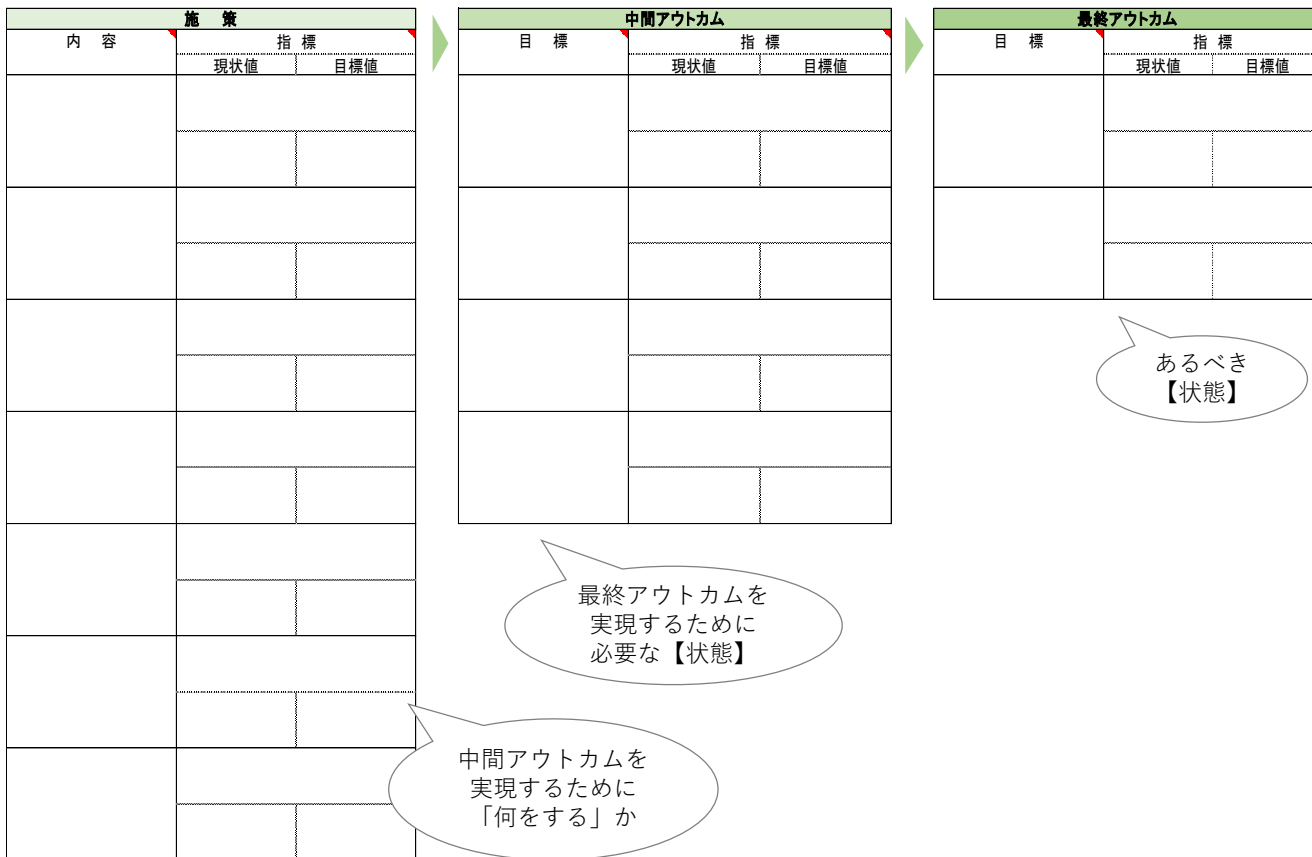 施 策
内 容
指 標
現状値
目標値
中間アウトカム
目 標
指 標
現状値
目標値
最終アウトカム
目 標
指 標
現状値
目標値
あるべき
【状態】
最終アウトカムを
実現するために
必要な【状態】
中間アウトカムを
実現するために
「何をする」か